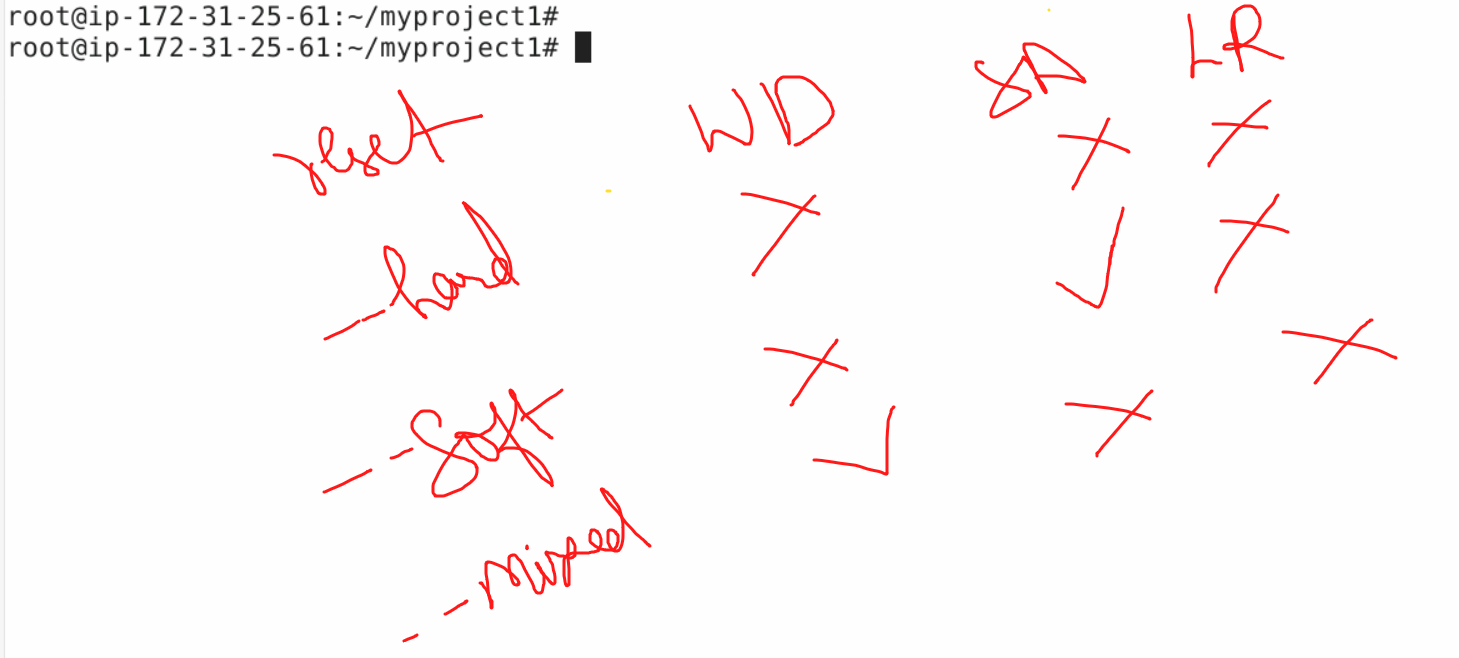 root@ip-172-31-25-61:~/myproject1#
root@ip-172-31-25-61:~/myproject1#
reset WD SA LR
--hard
--Soft
--Mixed